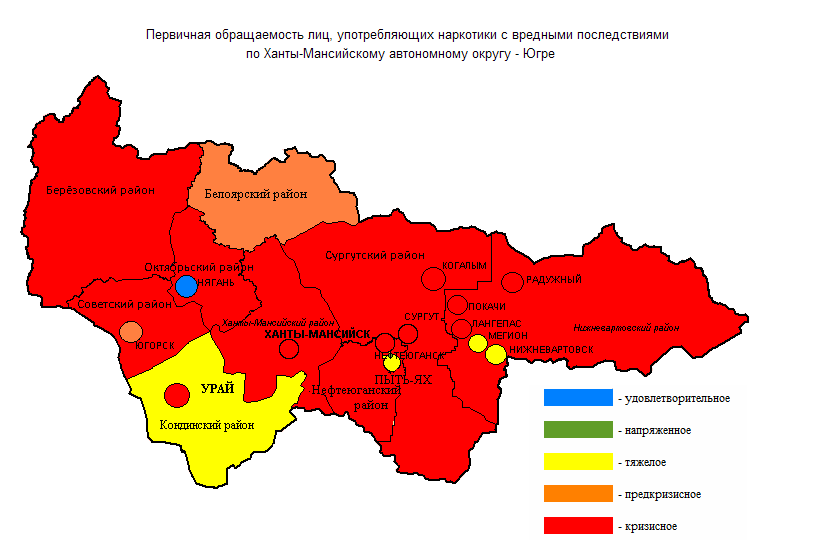 Первичная обращаемость лиц, употребляющих наркотики с вредными последствиями
по Ханты-Мансийскому автономному округу - Югре
Берёзовский район
Белоярский район
Сургутский район
Октябрьский район
КОГАЛЫМ
НЯГАНЬ
РАДУЖНЫЙ
Советский район
ПОКАЧИ
СУРГУТ
Ханты-Мансийский район
ЛАНГЕПАС
Нижневартовский район
ХАНТЫ-МАНСИЙСК
МЕГИОН
ЮГОРСК
НИЖНЕВАРТОВСК
НЕФТЕЮГАНСК
ПЫТЬ-ЯХ
УРАЙ
Нефтеюганский
район
Кондинский район
- удовлетворительное
- напряженное
- тяжелое
- предкризисное
- кризисное